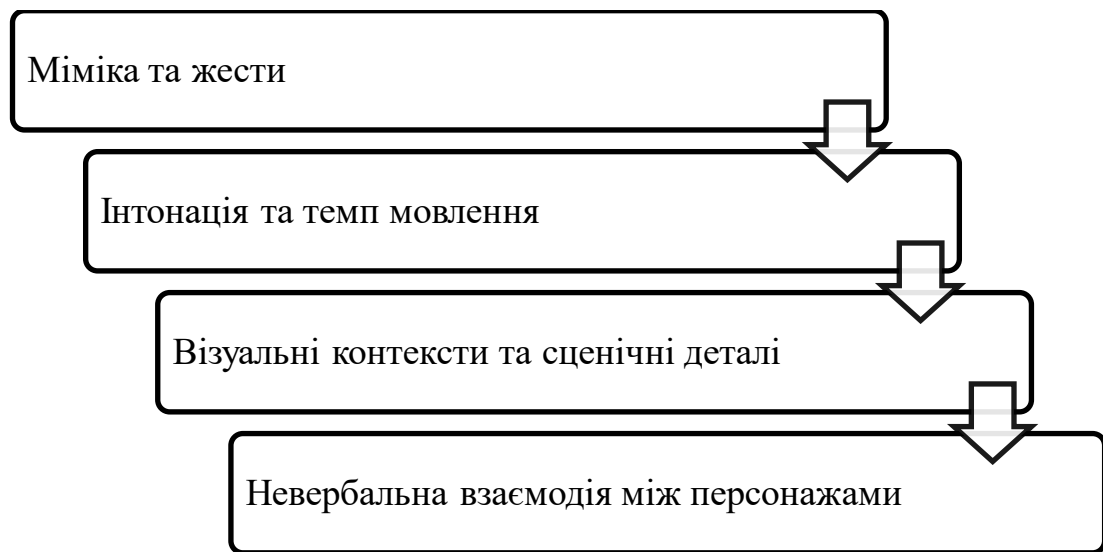 Міміка та жести
Інтонація та темп мовлення
Візуальні контексти та сценічні деталі
Невербальна взаємодія між персонажами